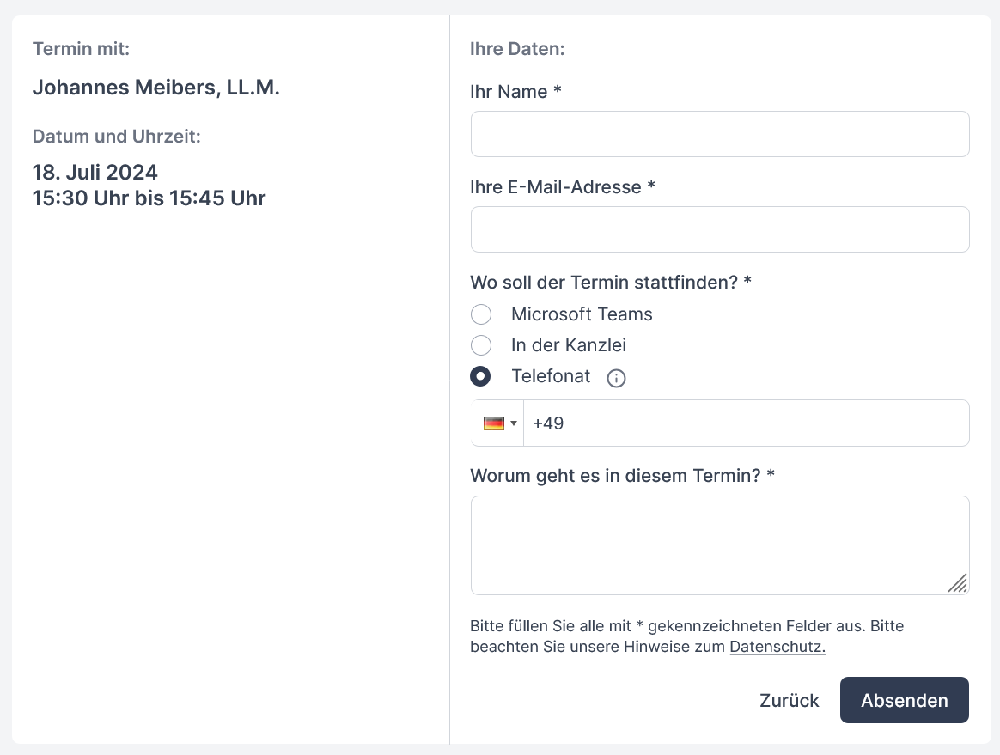 Termin mit:
Johannes Meibers, LL.M.
Datum und Uhrzeit:
18. Juli 2024
15:30 Uhr bis 15:45 Uhr
Ihre Daten:
Ihr Name *
Ihre E-Mail-Adresse *
Wo soll der Termin stattfinden? *
Microsoft Teams
In der Kanzlei
Telefonat
+49
Worum geht es in diesem Termin? *
Bitte füllen Sie alle mit * gekennzeichneten Felder aus. Bitte
beachten Sie unsere Hinweise zum Datenschutz.
Zurück
Absenden